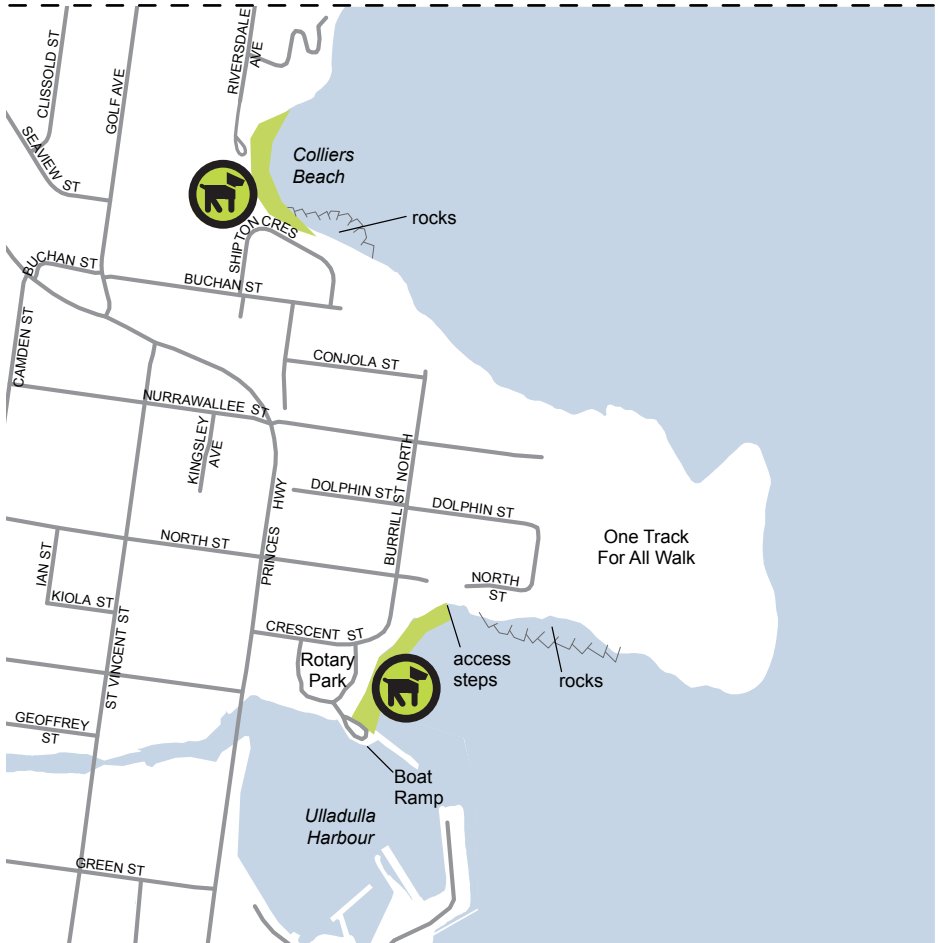 CLISSOLD ST
GOLF AVE
RIVERSDALE
AVE
SEAVIEW ST
Colliers
Beach
rocks
SHIPTON CRES
BUCHAN ST
BUCHAN ST
CAMDEN ST
CONJOLA ST
NURRAWALLEE ST
KINGSLEY
AVE
BURRILL ST NORTH
PRINCES HWY
DOLPHIN ST
DOLPHIN ST
One Track
For All Walk
NORTH ST
IAN ST
NORTH
ST
KIOLA ST
ST VINCENT ST
CRESCENT ST
Rotary
Park
access
steps
rocks
GEOFFREY
ST
Boat
Ramp
Ulladulla
Harbour
GREEN ST